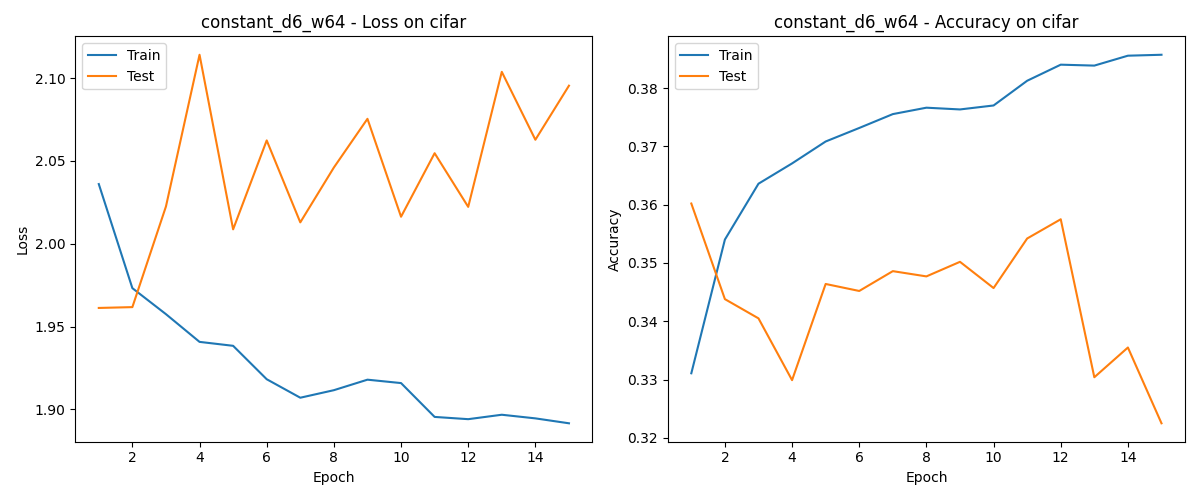 constant_d6_w64 - Loss on cifar
Train
Test
2.10
2.05
2.00
1.95
1.90
Loss
2 4 6 8 10 12 14
Epoch
constant_d6_w64 - Accuracy on cifar
Train
Test
0.38
0.37
0.36
0.35
0.34
0.33
0.32
Accuracy
2 4 6 8 10 12 14
Epoch